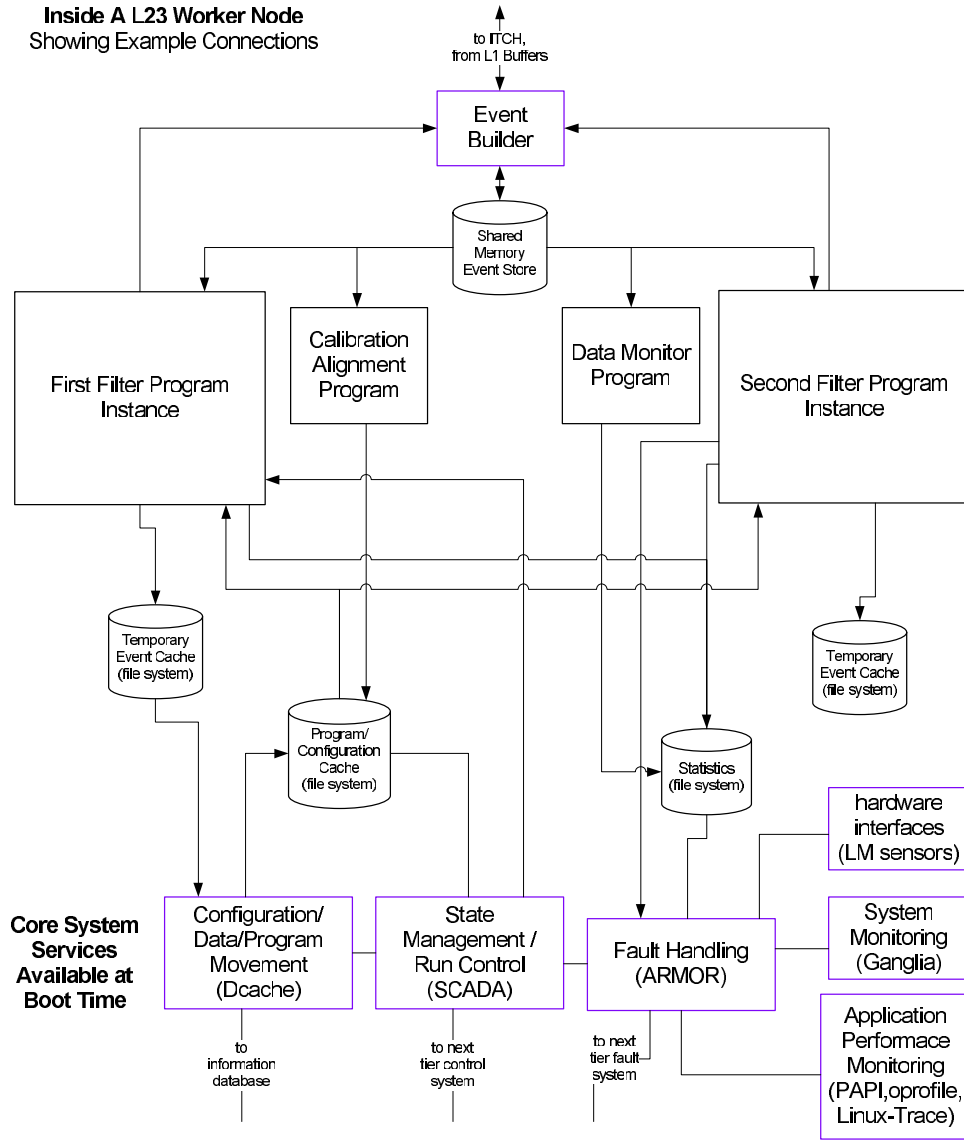 Inside A L23 Worker Node
Showing Example Connections
to ITCH,
from L1 Buffers
Event
Builder
Shared
Memory
Event Store
First Filter Program
Instance
Calibration
Alignment
Program
Data Monitor
Program
Second Filter Program
Instance
Temporary
Event Cache
(file system)
Program/
Configuration
Cache
(file system)
Statistics
(file system)
Temporary
Event Cache
(file system)
hardware
interfaces
(LM sensors)
Core System
Services
Available at
Boot Time
Configuration/
Data/Program
Movement
(Dcache)
State
Management /
Run Control
(SCADA)
Fault Handling
(ARMOR)
System
Monitoring
(Ganglia)
Application
Performace
Monitoring
(PAPI,oprofile,
Linux-Trace)
to
information
database
to next
tier control
system
to next
tier fault
system